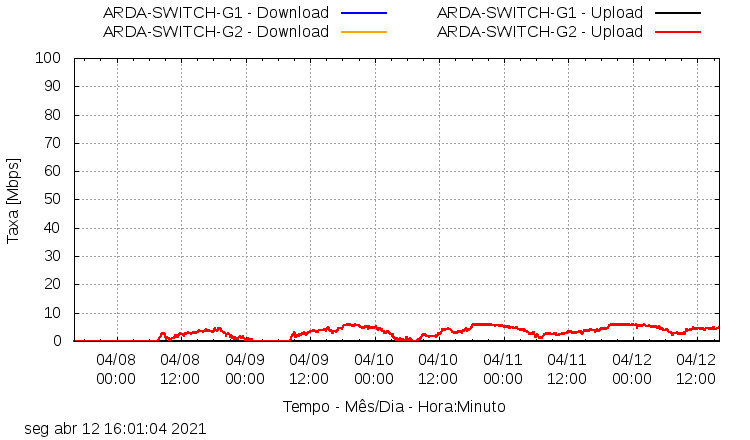 ARDA-SWITCH-G1 - Download ARDA-SWITCH-G1 - Upload
ARDA-SWITCH-G2 - Download ARDA-SWITCH-G2 - Upload
100
90
80
70
60
50
40
30
20
10
0
Taxa [Mbps]
04/08 04/08 04/09 04/09 04/10 04/10 04/11 04/11 04/12 04/12
00:00 12:00 00:00 12:00 00:00 12:00 00:00 12:00 00:00 12:00
Tempo - Mês/Dia - Hora:Minuto
seg abr 12 16:01:04 2021